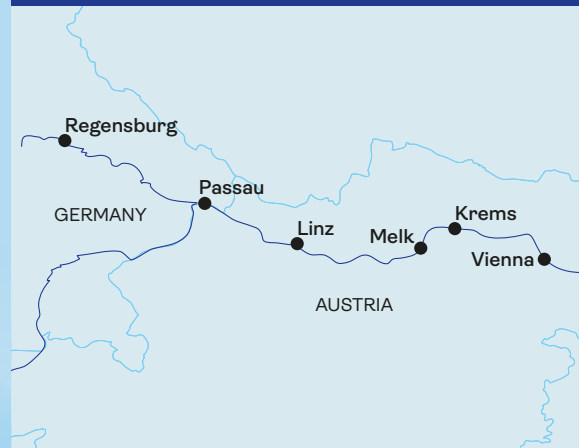 Regensburg
Passau
GERMANY
Krems
Linz
Melk
Vienna
AUSTRIA